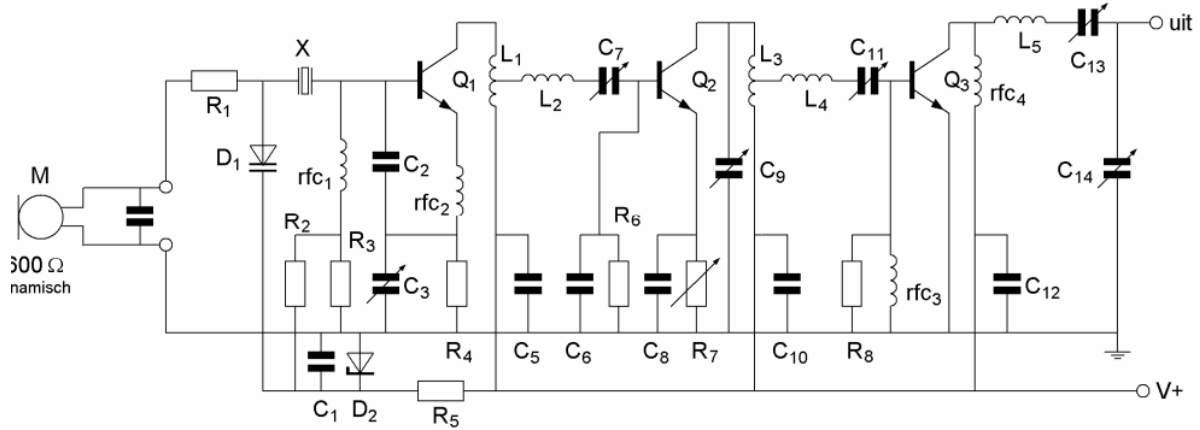 uit
X
C₇
L₁
L₃
C₁₁
L₅
C₁₃
R₁
Q₁
Q₂
Q₃
L₂
L₄
rfc₄
D₁
M
C₂
rfc₁
rfc₂
C₉
C₁₄
R₂
R₃
R₆
600 Ω
namisch
C₃
rfc₃
C₁₂
R₄
C₅
C₆
C₈
R₇
C₁₀
R₈
C₁
D₂
R₅
V+